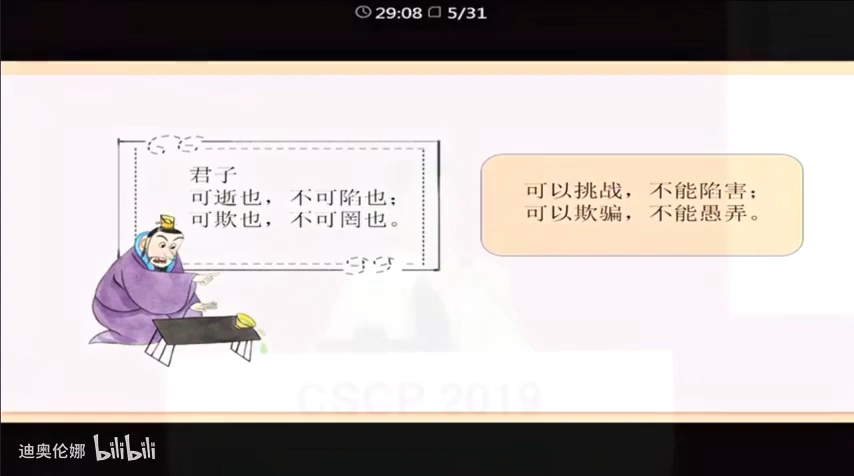 29:08 5/31
君子
可逝也，不可陷也；
可欺也，不可罔也。
可以挑战，不能陷害；
可以欺骗，不能愚弄。
CSCP 2019
迪奥伦娜 bilibili